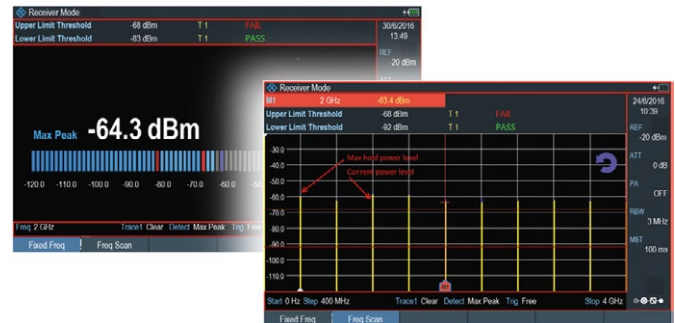 Receiver Mode
Upper Limit Threshold -68 dBm T 1 FAIL
Lower Limit Threshold -83 dBm T 1 PASS
30/6/2016
13:49
REF
-20 dBm
Max Peak -64.3 dBm
-120.0 -110.0 -100.0 -90.0 -80.0 -70.0 -60.0
Freq 2 GHz Trace1 Clear Detect Max Peak Trig
Fixed Freq Freq Scan
Receiver Mode
M1 2 GHz -63.4 dBm
Upper Limit Threshold -68 dBm T 1 FAIL
Lower Limit Threshold -92 dBm T 1 PASS
24/6/2016
10:39
REF
-20 dBm
ATT
0 dB
PA
OFF
RBW
3 MHz
MST
100 ms
-30.0
-40.0
-50.0
-60.0
-70.0
-80.0
-90.0
-100.0
-110.0
Max hold power level
Current power level
M1
Start 0 Hz Step 400 MHz Trace1 Clear Detect Max Peak Trig Free Stop 4 GHz
Fixed Freq Freq Scan